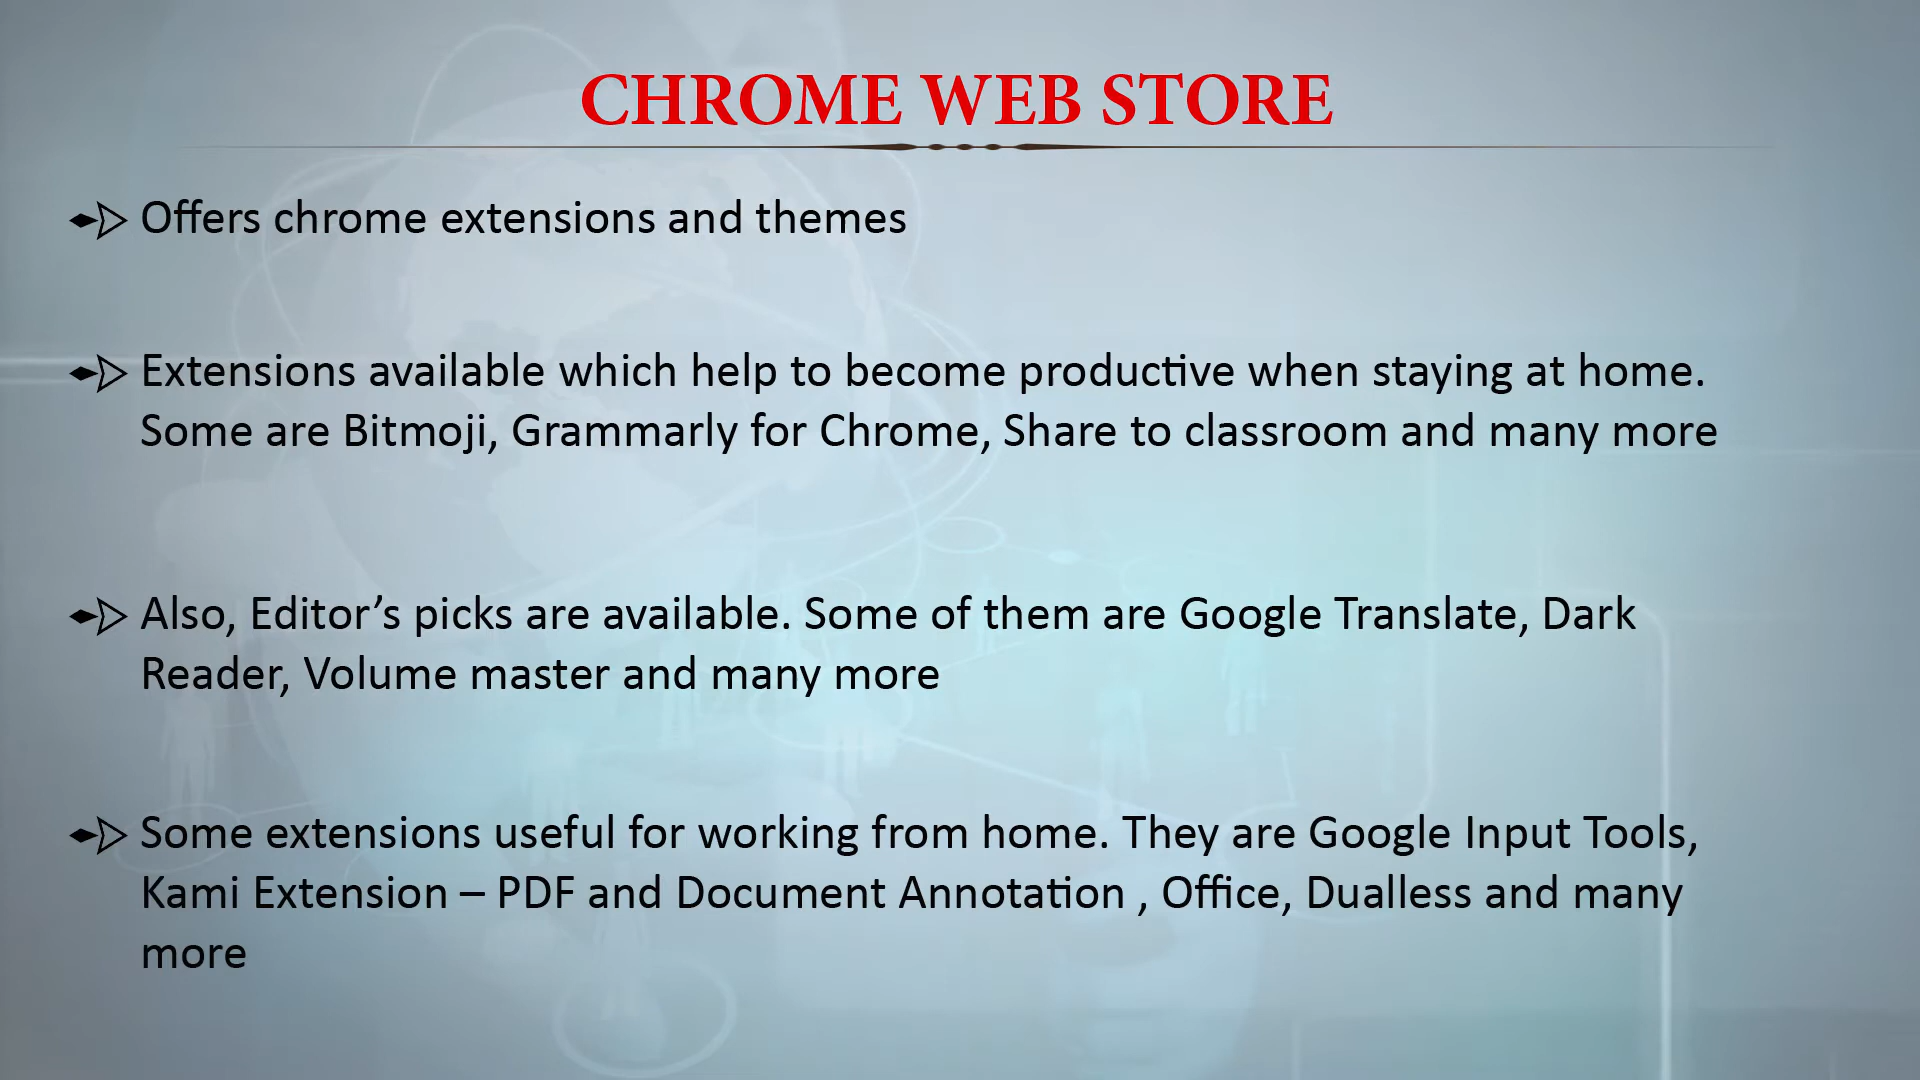 CHROME WEB STORE
Offers chrome extensions and themes
Extensions available which help to become productive when staying at home.
Some are Bitmoji, Grammarly for Chrome, Share to classroom and many more
Also, Editor’s picks are available. Some of them are Google Translate, Dark
Reader, Volume master and many more
Some extensions useful for working from home. They are Google Input Tools,
Kami Extension – PDF and Document Annotation , Office, Dualless and many
more